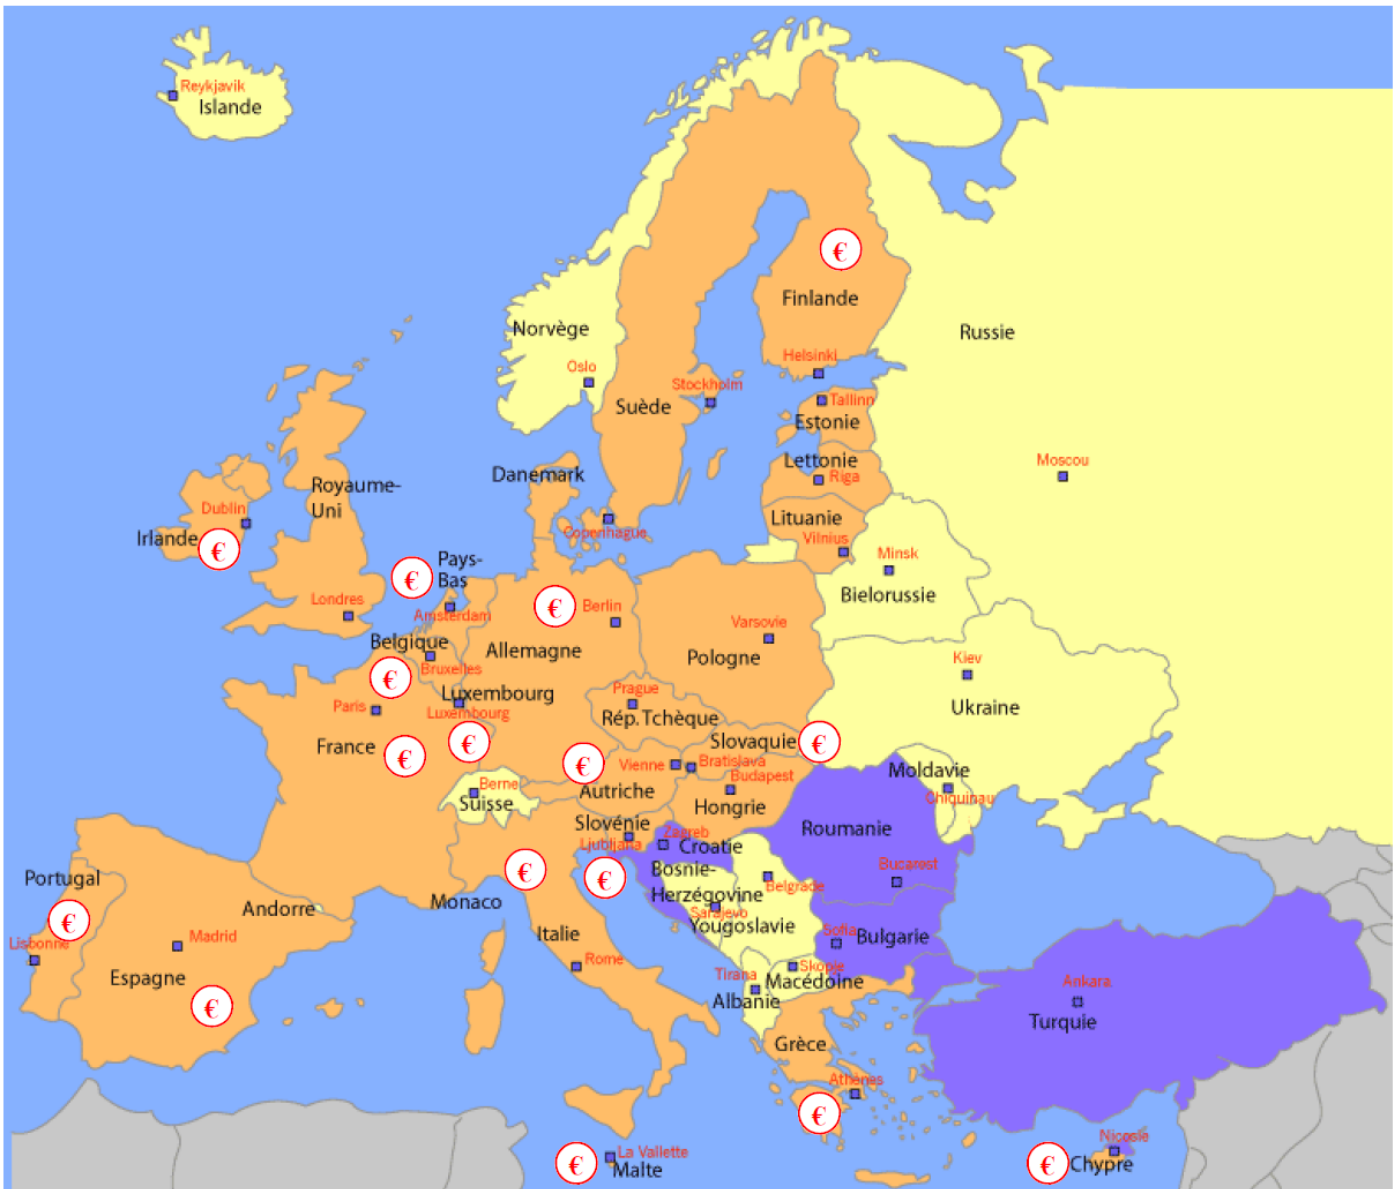 Reykjavik
Islande
€
Finlande
Norvège
Russie
Oslo
Helsinki
Stockholm
Suède
Tallinn
Estonie
Lettonie
Riga
Moscou
Danemark
Royaume-
Uni
Dublin
Irlande
€
Copenhague
Lituanie
Vilnius
Minsk
Bielorussie
Pays-
Bas
€
Amsterdam
Londres
€
Berlin
Varsovie
Pologne
Belgique
Bruxelles
€
Allemagne
Kiev
Ukraine
Luxembourg
Luxembourg
€
Paris
France
€
Prague
Rép. Tchèque
Slovaquie
€
Bratislava
Vienne
€
Autriche
Budapest
Hongrie
Berne
Suisse
Moldavie
Chiquinau
Slovénie
Ljubljana
€
Zagreb
Croatie
Roumanie
Bucarest
Bosnie-
Herzégovine
Sarajevo
Belgrade
Yougoslavie
Portugal
€
Lisbonne
Andorre
Monaco
€
Italie
Rome
Madrid
Espagne
€
Sofia
Bulgarie
Tirana
Albanie
Skopje
Macédoine
Ankara
Turquie
Grèce
Athènes
€
€
La Vallette
Malte
€
Nicosie
Chypre